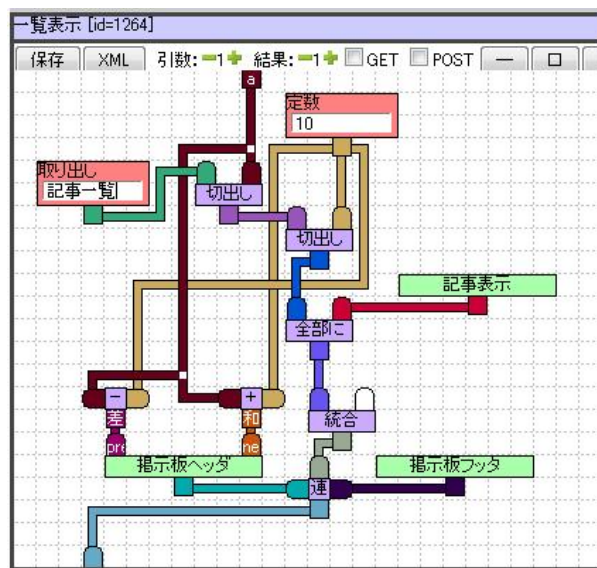 一覧表示 [id=1264]
保存 XML 引数: 1 結果: 1 GET POST
a
定数
10
取り出し
記事一覧
切出し
切出し
記事表示
全部に
− +
差 和
統合
pre ne
掲示板ヘッダ 掲示板フッタ
連